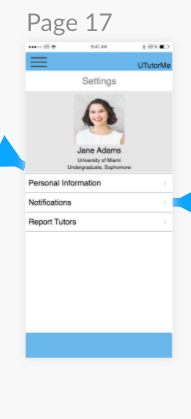 Page 17
9:41 AM
UTutorMe
Settings
Jane Adams
University of Miami
Undergraduate, Sophomore
Personal Information
Notifications
Report Tutors